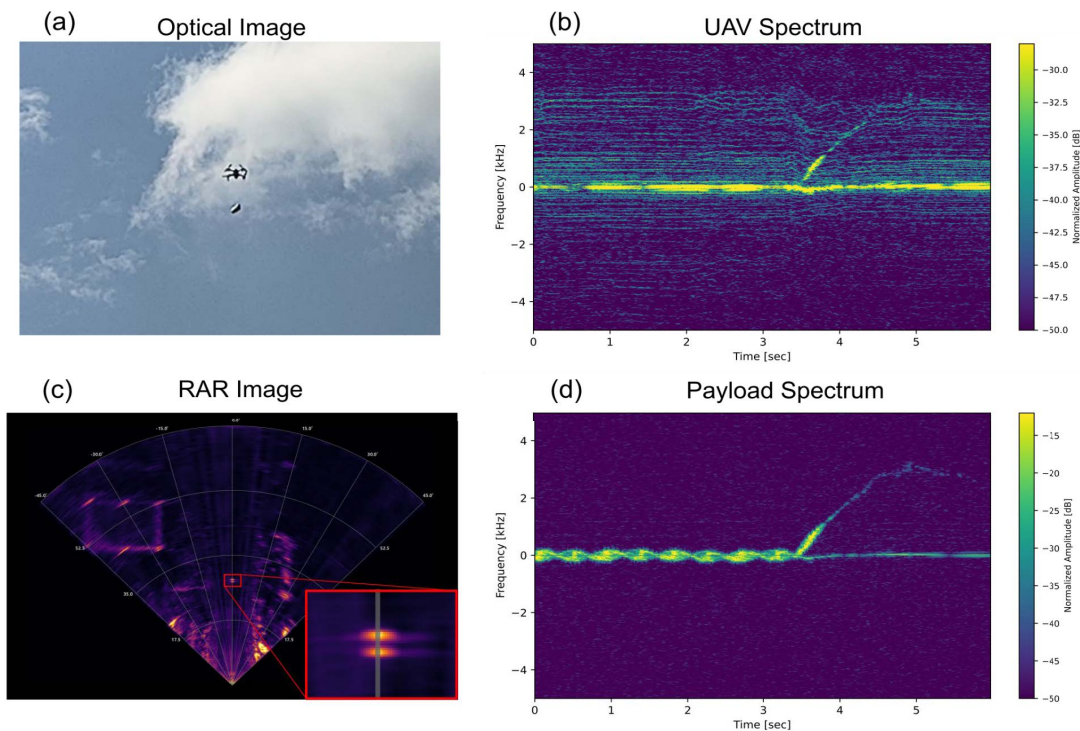 (a)
Optical Image
(b)
UAV Spectrum
4
2
0
−2
−4
Frequency [kHz]
0 1 2 3 4 5
Time [sec]
−30.0
−32.5
−35.0
−37.5
−40.0
−42.5
−45.0
−47.5
−50.0
Normalized Amplitude [dB]
(c)
RAR Image
0.0°
-15.0° 15.0°
-30.0° 30.0°
-45.0° 45.0°
52.5 52.5
35.0 35.0
17.5 17.5
(d)
Payload Spectrum
4
2
0
−2
−4
Frequency [kHz]
0 1 2 3 4 5
Time [sec]
−15
−20
−25
−30
−35
−40
−45
−50
Normalized Amplitude [dB]